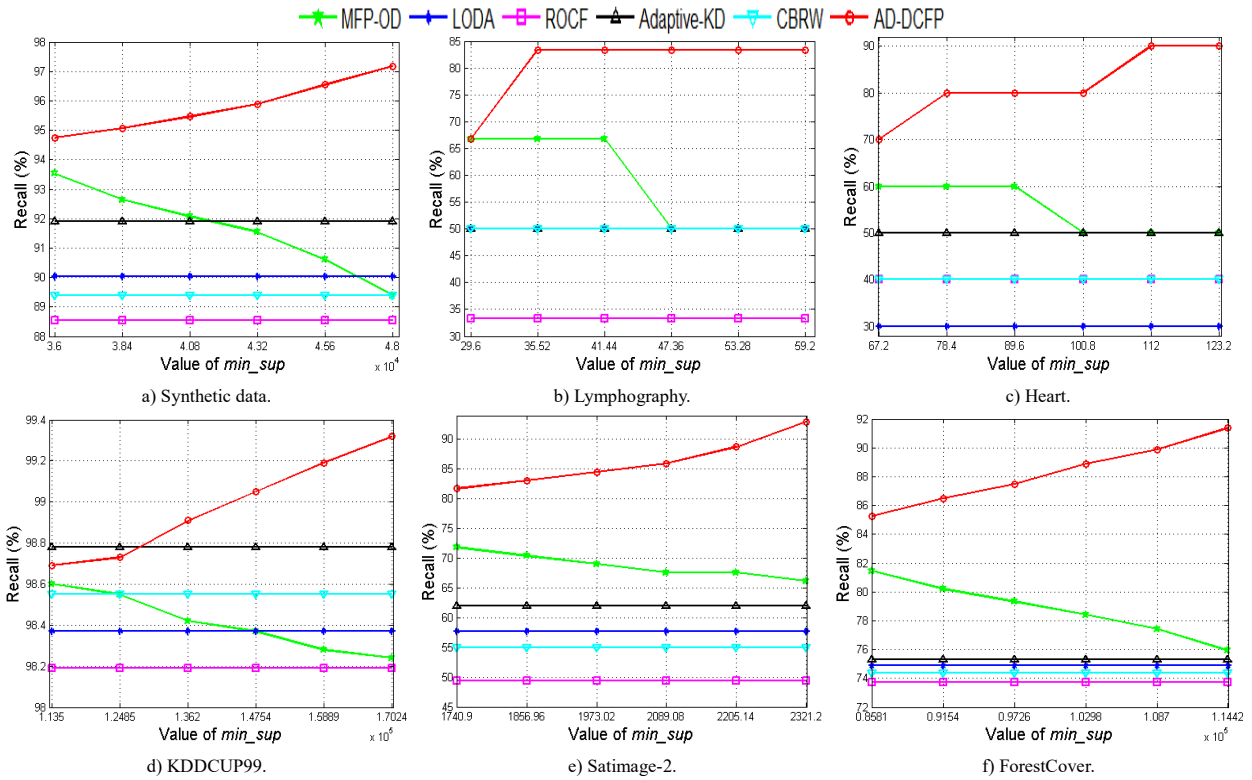 MFP-OD LODA ROCF Adaptive-KD CBRW AD-DCFP
98
97
96
95
94
93
92
91
90
89
88
Recall (%)
3.6 3.84 4.08 4.32 4.56 4.8
x 10⁴
Value of min_sup
a) Synthetic data.
85
80
75
70
65
60
55
50
45
40
35
30
Recall (%)
29.6 35.52 41.44 47.36 53.28 59.2
Value of min_sup
b) Lymphography.
90
80
70
60
50
40
30
Recall (%)
67.2 78.4 89.6 100.8 112 123.2
Value of min_sup
c) Heart.
99.4
99.2
99
98.8
98.6
98.4
98.2
98
Recall (%)
1.135 1.2485 1.362 1.4754 1.5889 1.7024
Value of min_sup x 10⁵
d) KDDCUP99.
90
85
80
75
70
65
60
55
50
45
Recall (%)
1740.9 1856.96 1973.02 2089.08 2205.14 2321.2
Value of min_sup
e) Satimage-2.
92
90
88
86
84
82
80
78
76
74
72
Recall (%)
0.8581 0.9154 0.9726 1.0298 1.087 1.1442
Value of min_sup x 10⁵
f) ForestCover.